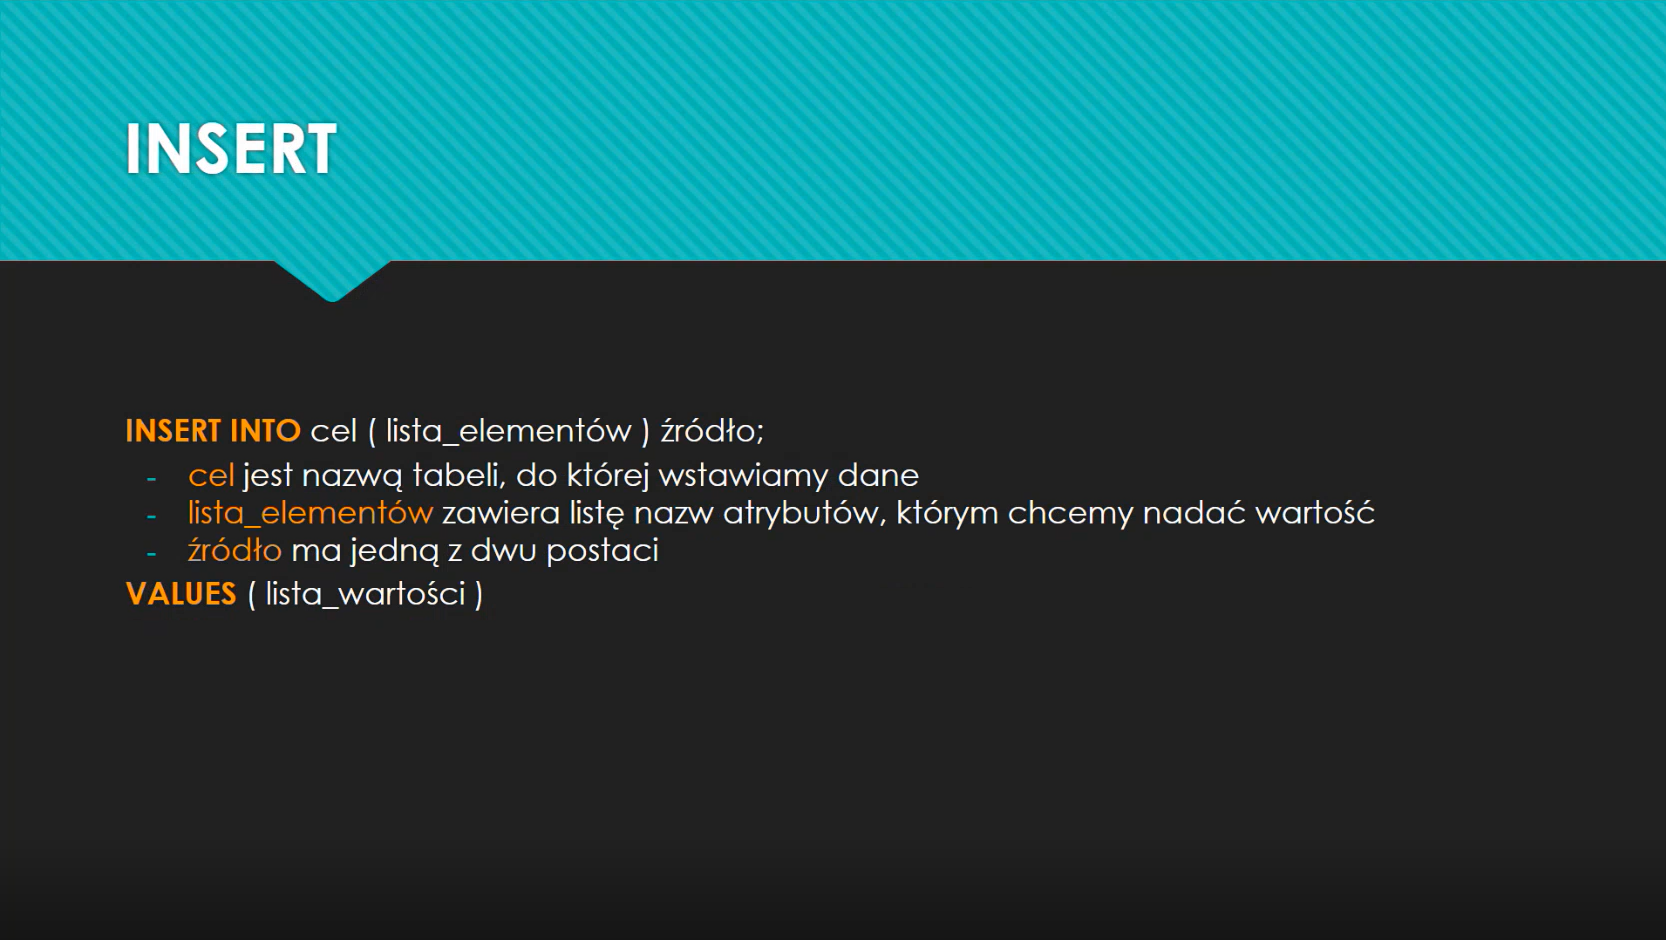 INSERT
INSERT INTO cel ( lista_elementów ) źródło;
- cel jest nazwą tabeli, do której wstawiamy dane
- lista_elementów zawiera listę nazw atrybutów, którym chcemy nadać wartość
- źródło ma jedną z dwu postaci
VALUES ( lista_wartości )